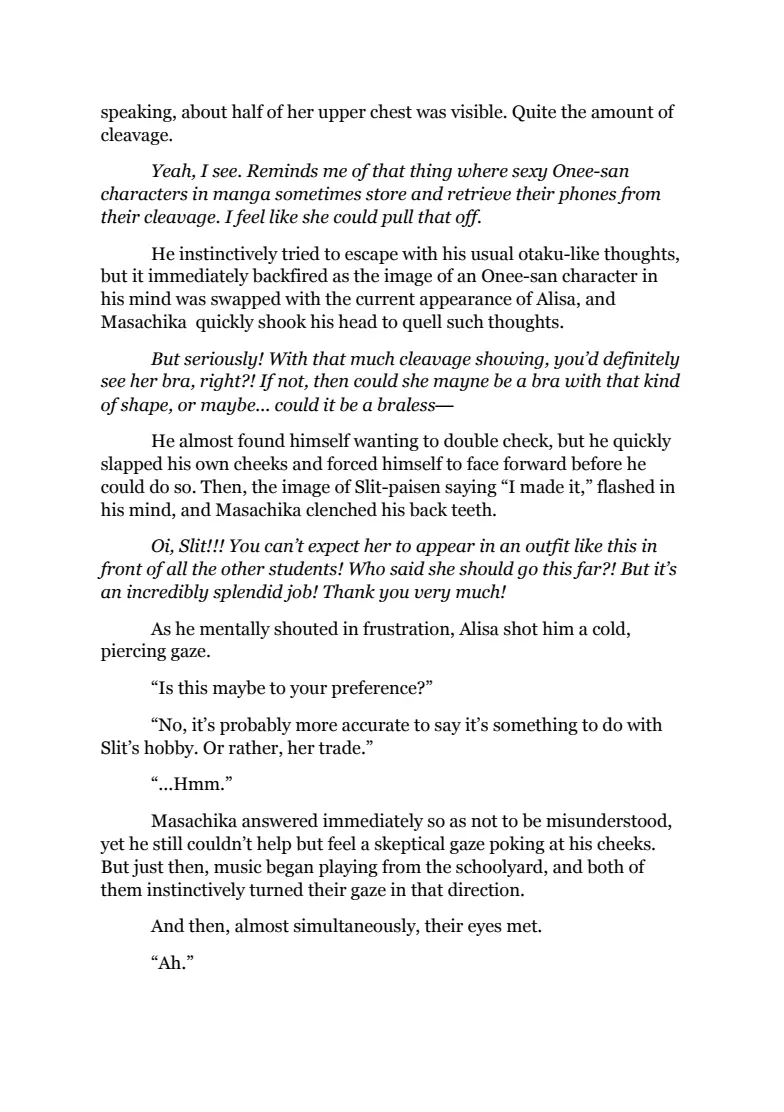 speaking, about half of her upper chest was visible. Quite the amount of
cleavage.
Yeah, I see. Reminds me of that thing where sexy Onee-san
characters in manga sometimes store and retrieve their phones from
their cleavage. I feel like she could pull that off.
He instinctively tried to escape with his usual otaku-like thoughts,
but it immediately backfired as the image of an Onee-san character in
his mind was swapped with the current appearance of Alisa, and
Masachika  quickly shook his head to quell such thoughts.
But seriously! With that much cleavage showing, you’d definitely
see her bra, right?! If not, then could she mayne be a bra with that kind
of shape, or maybe... could it be a braless—
He almost found himself wanting to double check, but he quickly
slapped his own cheeks and forced himself to face forward before he
could do so. Then, the image of Slit-paisen saying “I made it,” flashed in
his mind, and Masachika clenched his back teeth.
Oi, Slit!!! You can’t expect her to appear in an outfit like this in
front of all the other students! Who said she should go this far?! But it’s
an incredibly splendid job! Thank you very much!
As he mentally shouted in frustration, Alisa shot him a cold,
piercing gaze.
“Is this maybe to your preference?”
“No, it’s probably more accurate to say it’s something to do with
Slit’s hobby. Or rather, her trade.”
“...Hmm.”
Masachika answered immediately so as not to be misunderstood,
yet he still couldn’t help but feel a skeptical gaze poking at his cheeks.
But just then, music began playing from the schoolyard, and both of
them instinctively turned their gaze in that direction.
And then, almost simultaneously, their eyes met.
“Ah.”